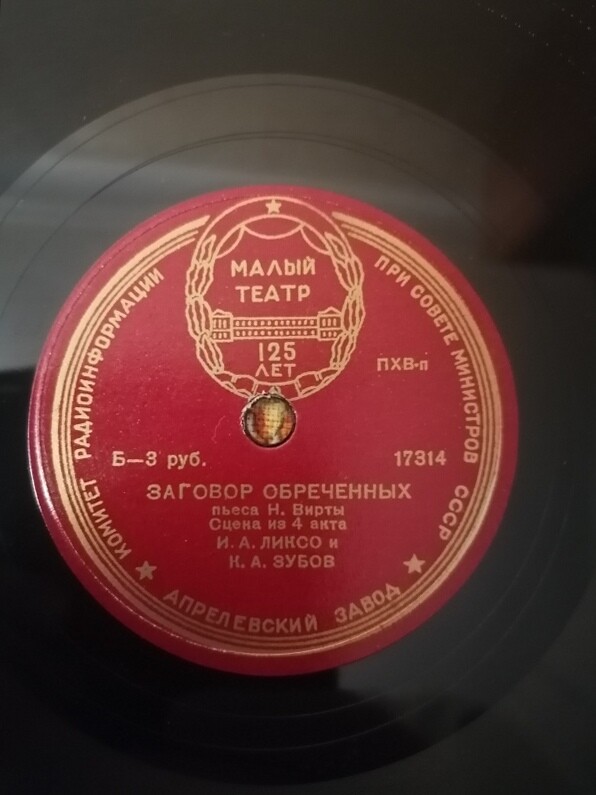 МАЛЫЙ
ТЕАТР
125
ЛЕТ
КОМИТЕТ РАДИОИНФОРМАЦИИ ПРИ СОВЕТЕ МИНИСТРОВ СССР
ПХВ-п
Б—3 руб.
17314
ЗАГОВОР ОБРЕЧЕННЫХ
пьеса Н. Вирты
Сцена из 4 акта
И. А. ЛИКСО и
К. А. ЗУБОВ
АПРЕЛЕВСКИЙ ЗАВОД